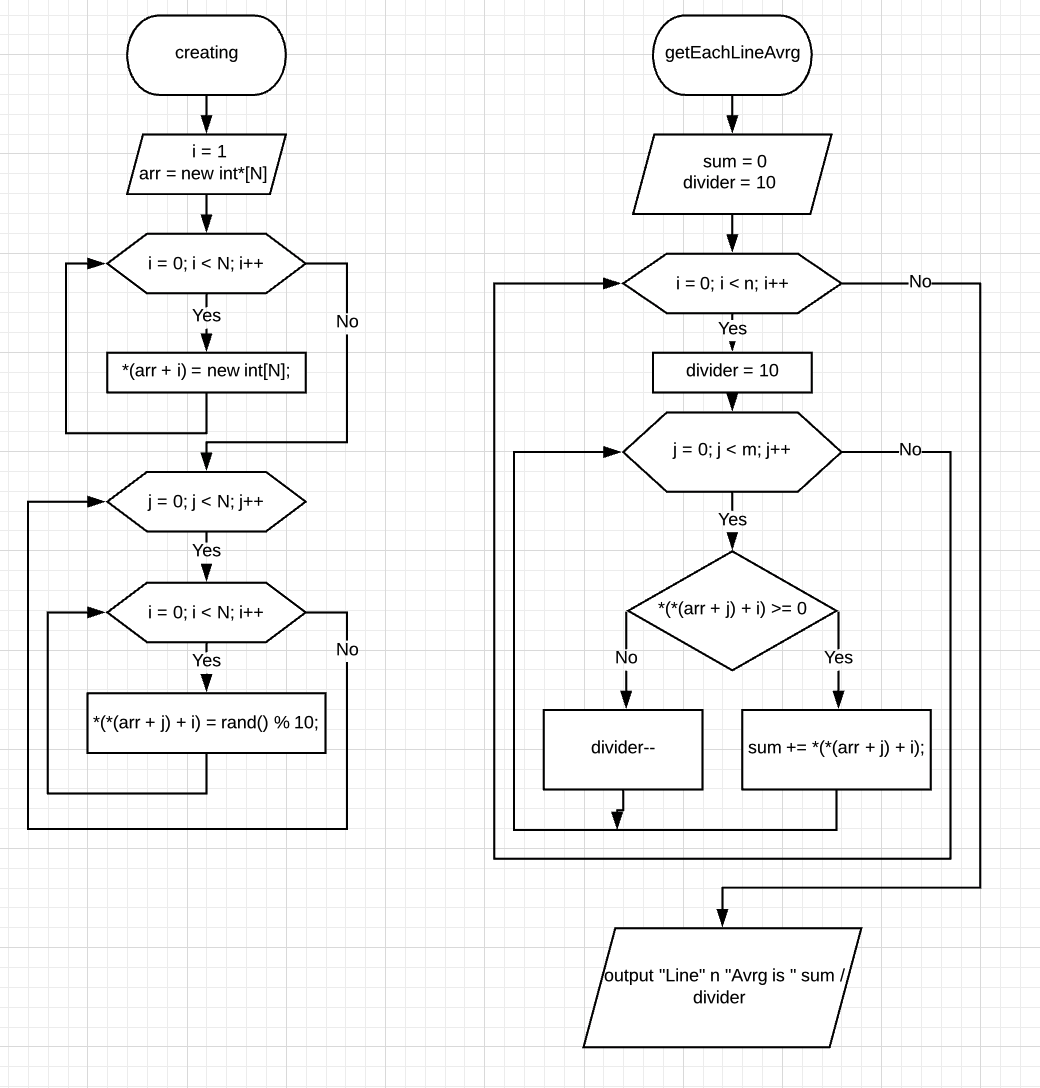 creating
i = 1
arr = new int*[N]
i = 0; i < N; i++
Yes
No
*(arr + i) = new int[N];
j = 0; j < N; j++
Yes
i = 0; i < N; i++
Yes
No
*(*(arr + j) + i) = rand() % 10;
getEachLineAvrg
sum = 0
divider = 10
i = 0; i < n; i++
No
Yes
divider = 10
j = 0; j < m; j++
No
Yes
*(*(arr + j) + i) >= 0
No
Yes
divider--
sum += *(*(arr + j) + i);
output "Line" n "Avrg is " sum /
divider